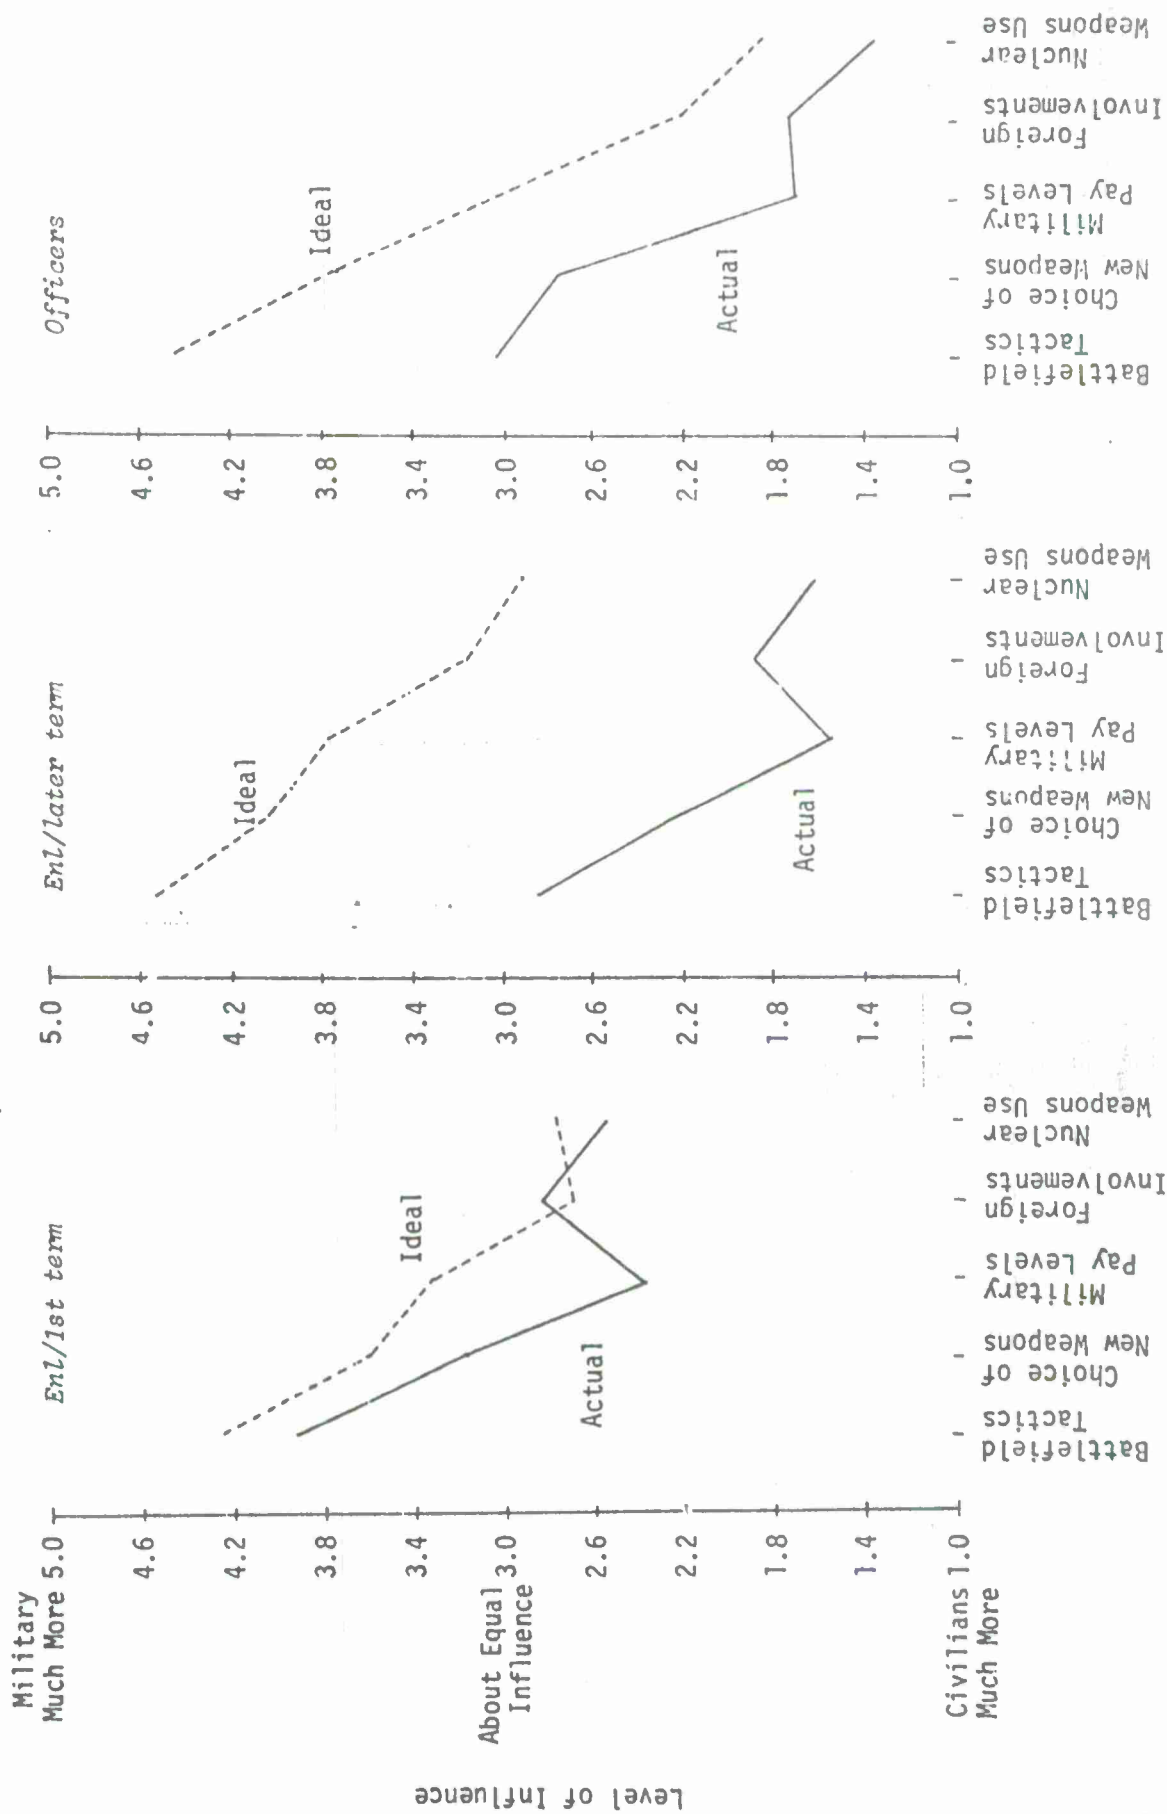 Level of Influence
Military
Much More 5.0
4.6
4.2
3.8
3.4
About Equal 3.0
Influence
2.6
2.2
1.8
1.4
Civilians 1.0
Much More
Enl/1st term
Ideal
Actual
Battlefield
Tactics
Choice of
New Weapons
Military
Pay Levels
Foreign
Involvements
Nuclear
Weapons Use
Enl/later term
5.0
4.6
4.2
3.8
3.4
3.0
2.6
2.2
1.8
1.4
1.0
Ideal
Actual
Battlefield
Tactics
Choice of
New Weapons
Military
Pay Levels
Foreign
Involvements
Nuclear
Weapons Use
Officers
5.0
4.6
4.2
3.8
3.4
3.0
2.6
2.2
1.8
1.4
1.0
Ideal
Actual
Battlefield
Tactics
Choice of
New Weapons
Military
Pay Levels
Foreign
Involvements
Nuclear
Weapons Use